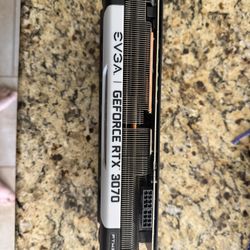 EVGA | GEFORCE RTX 3070